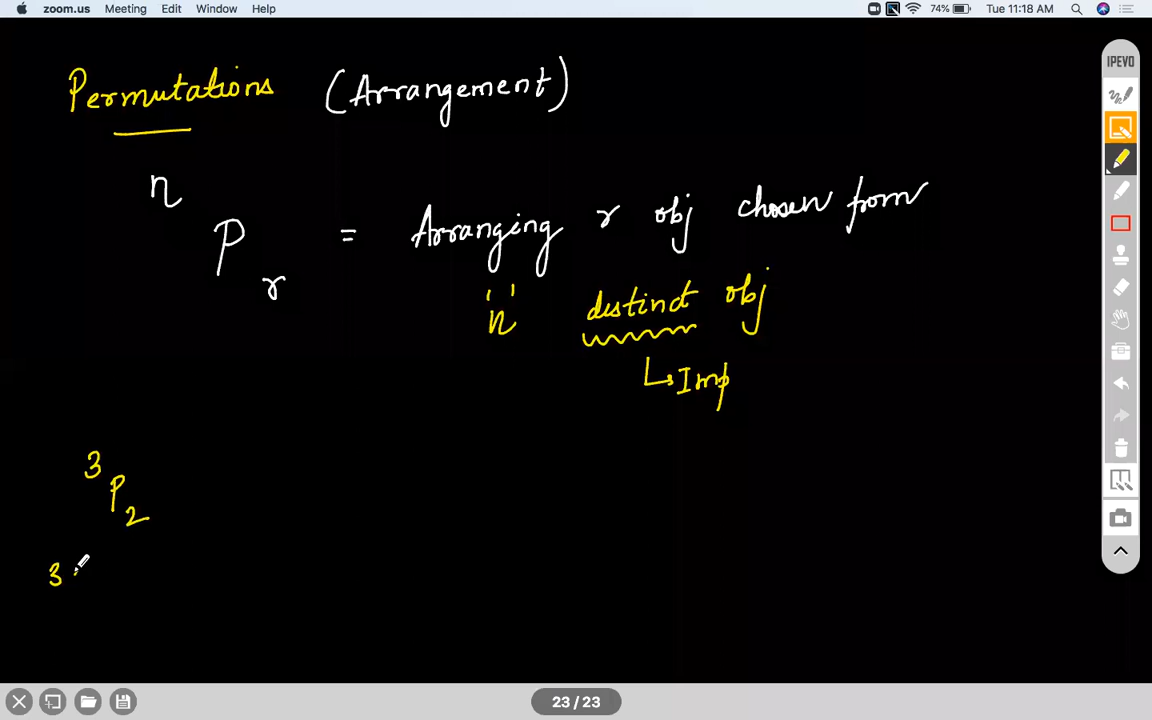 zoom.us Meeting Edit Window Help 74% Tue 11:18 AM
Permutations (Arrangement)
IPEVO
n P r = Arranging r obj chosen from
'n' distinct obj
↳ Imp
3 P 2
3
23 / 23